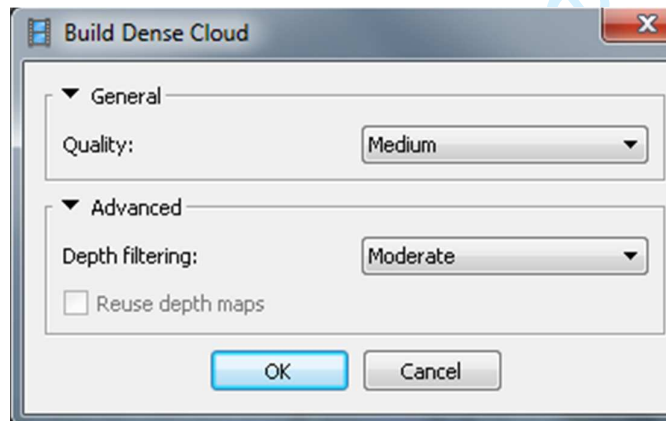 Build Dense Cloud
General
Quality: Medium
Advanced
Depth filtering: Moderate
Reuse depth maps
OK Cancel